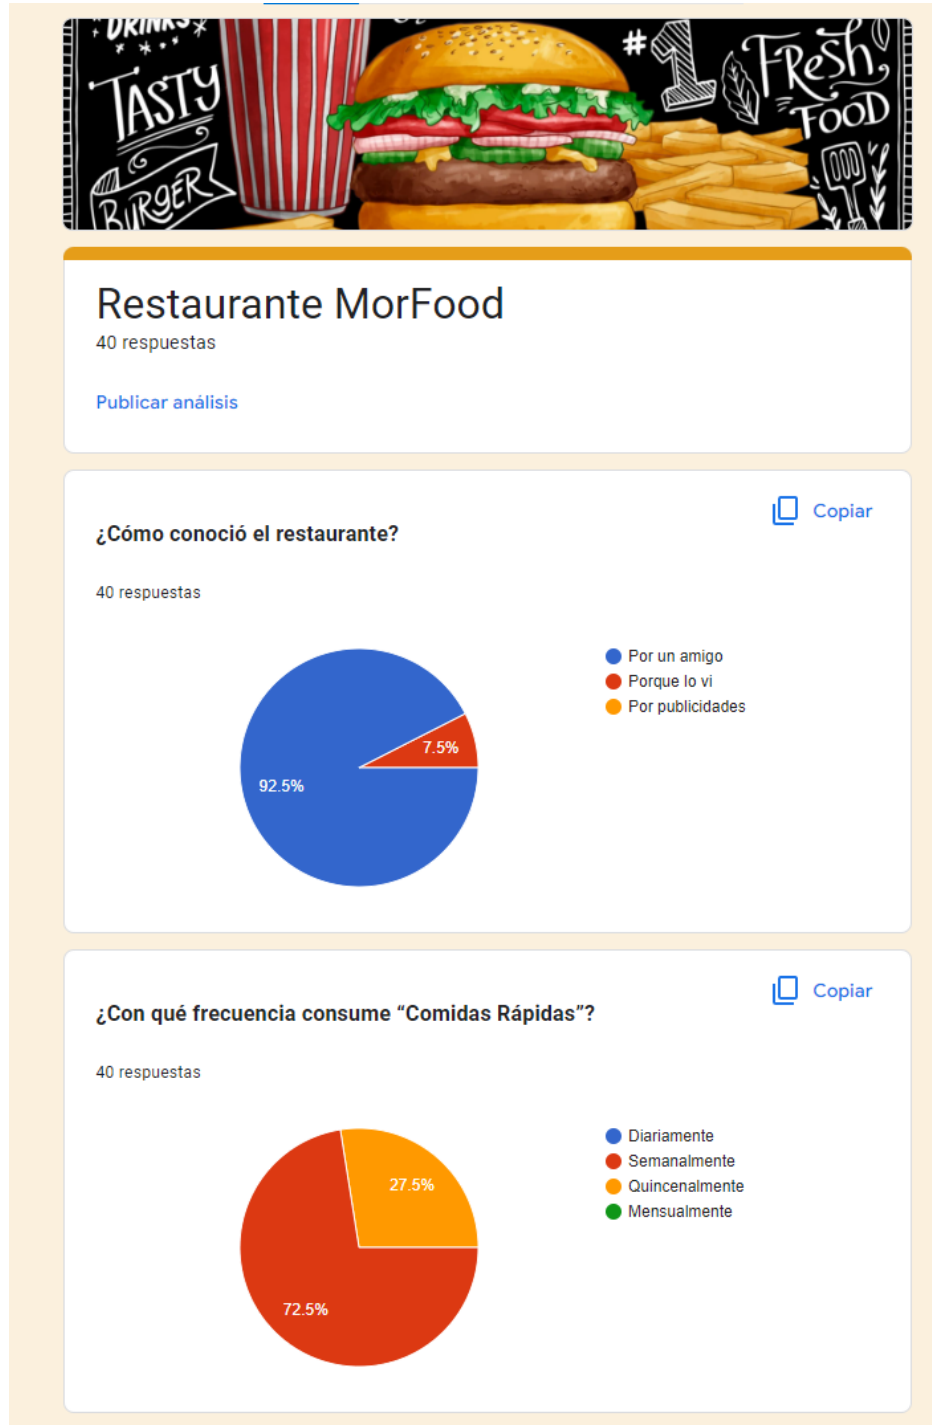 DRINKS
TASTY
BURGER
#1
FResh
FOOD
Restaurante MorFood
40 respuestas
Publicar análisis
Copiar
¿Cómo conoció el restaurante?
40 respuestas
Por un amigo
Porque lo vi
Por publicidades
7.5%
92.5%
Copiar
¿Con qué frecuencia consume “Comidas Rápidas”?
40 respuestas
Diariamente
Semanalmente
Quincenalmente
Mensualmente
27.5%
72.5%